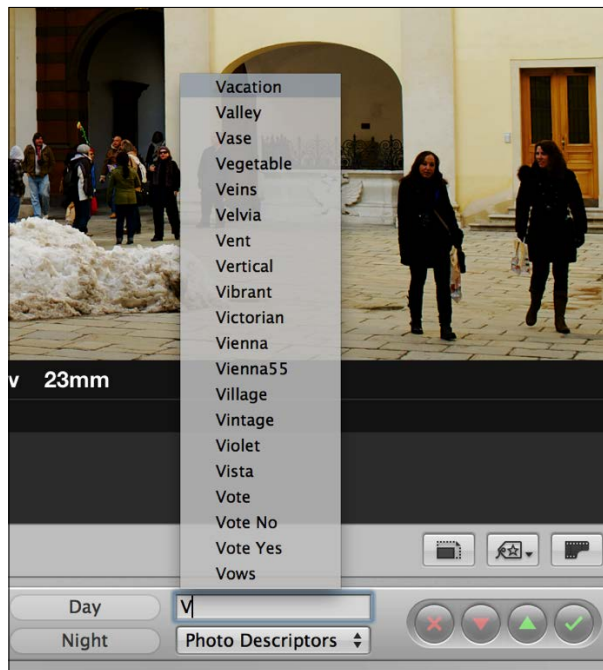 Vacation
Valley
Vase
Vegetable
Veins
Velvia
Vent
Vertical
Vibrant
Victorian
Vienna
Vienna55
Village
Vintage
Violet
Vista
Vote
Vote No
Vote Yes
Vows
v 23mm
Day V
Night Photo Descriptors